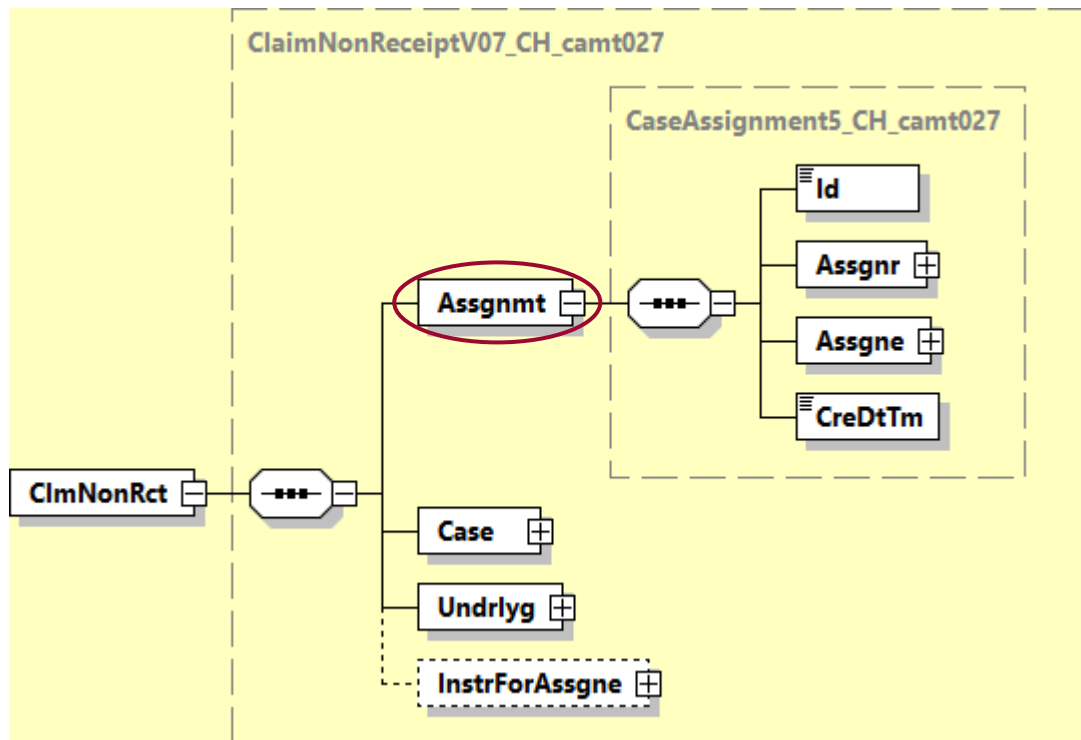 ClaimNonReceiptV07_CH_camt027
CaseAssignment5_CH_camt027
Id
Assgnr
Assgnmt
Assgne
CreDtTm
ClmNonRct
Case
Undrlyg
InstrForAssgne